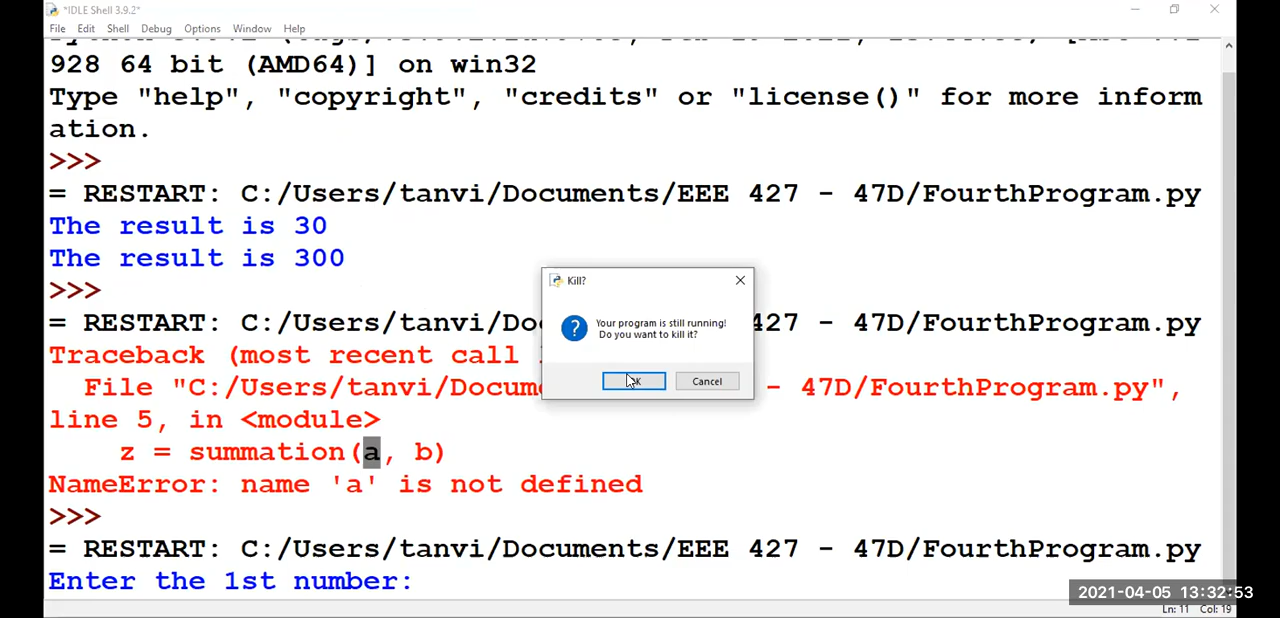 *IDLE Shell 3.9.2*
File Edit Shell Debug Options Window Help
928 64 bit (AMD64)] on win32
Type "help", "copyright", "credits" or "license()" for more inform
ation.
>>>
= RESTART: C:/Users/tanvi/Documents/EEE 427 - 47D/FourthProgram.py
The result is 30
The result is 300
>>>
= RESTART: C:/Users/tanvi/Do 427 - 47D/FourthProgram.py
Traceback (most recent call
File "C:/Users/tanvi/Docume - 47D/FourthProgram.py",
line 5, in <module>
z = summation(a, b)
NameError: name 'a' is not defined
>>>
= RESTART: C:/Users/tanvi/Documents/EEE 427 - 47D/FourthProgram.py
Enter the 1st number:
Kill?
Your program is still running!
Do you want to kill it?
OK Cancel
2021-04-05 13:32:53
Ln: 11 Col: 19